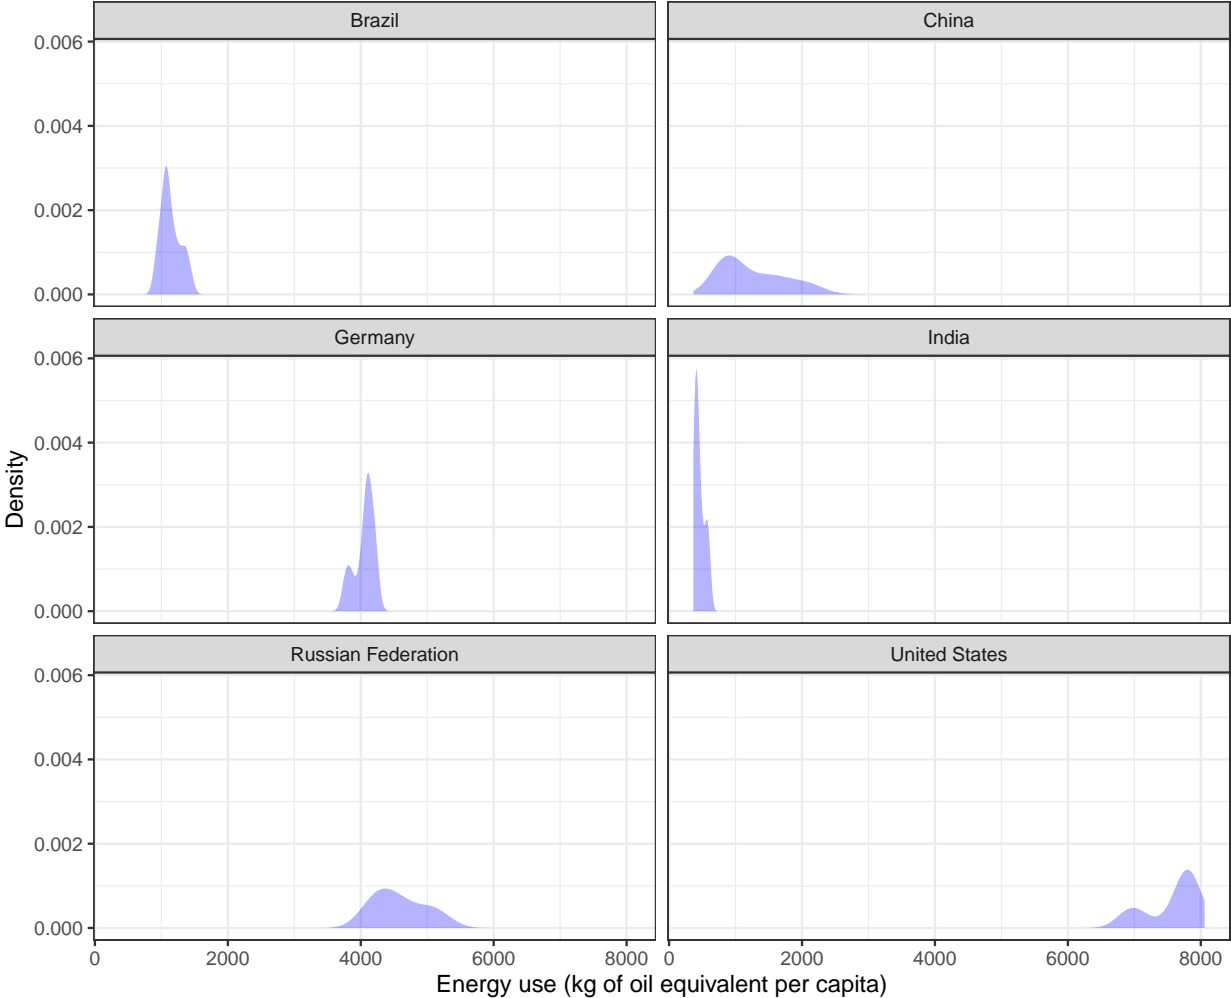 Brazil
China
0.006
0.004
0.002
0.000
Germany
India
0.006
0.004
0.002
0.000
Density
Russian Federation
United States
0.006
0.004
0.002
0.000
0 2000 4000 6000 8000
0 2000 4000 6000 8000
Energy use (kg of oil equivalent per capita)